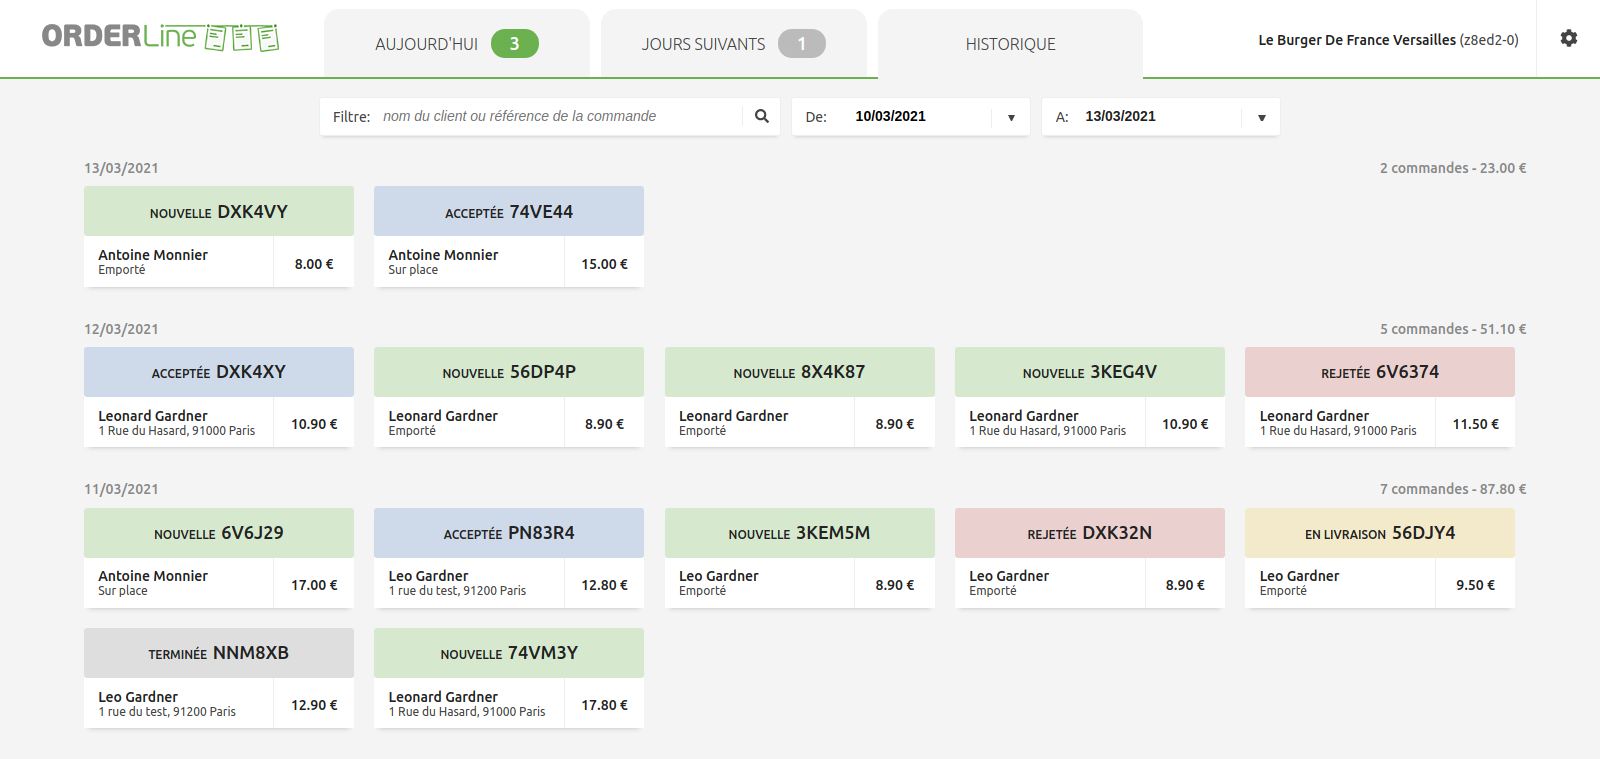 ORDERLine
AUJOURD'HUI 3
JOURS SUIVANTS 1
HISTORIQUE
Le Burger De France Versailles (z8ed2-0)
Filtre: nom du client ou référence de la commande
De: 10/03/2021
A: 13/03/2021
13/03/2021
2 commandes - 23.00 €
NOUVELLE DXK4VY
Antoine Monnier
Emporté
8.00 €
ACCEPTÉE 74VE44
Antoine Monnier
Sur place
15.00 €
12/03/2021
5 commandes - 51.10 €
ACCEPTÉE DXK4XY
Leonard Gardner
1 Rue du Hasard, 91000 Paris
10.90 €
NOUVELLE 56DP4P
Leonard Gardner
Emporté
8.90 €
NOUVELLE 8X4K87
Leonard Gardner
Emporté
8.90 €
NOUVELLE 3KEG4V
Leonard Gardner
1 Rue du Hasard, 91000 Paris
10.90 €
REJETÉE 6V6374
Leonard Gardner
1 Rue du Hasard, 91000 Paris
11.50 €
11/03/2021
7 commandes - 87.80 €
NOUVELLE 6V6J29
Antoine Monnier
Sur place
17.00 €
ACCEPTÉE PN83R4
Leo Gardner
1 rue du test, 91200 Paris
12.80 €
NOUVELLE 3KEM5M
Leo Gardner
Emporté
8.90 €
REJETÉE DXK32N
Leo Gardner
Emporté
8.90 €
EN LIVRAISON 56DJY4
Leo Gardner
Emporté
9.50 €
TERMINÉE NNM8XB
Leo Gardner
1 rue du test, 91200 Paris
12.90 €
NOUVELLE 74VM3Y
Leonard Gardner
1 Rue du Hasard, 91000 Paris
17.80 €